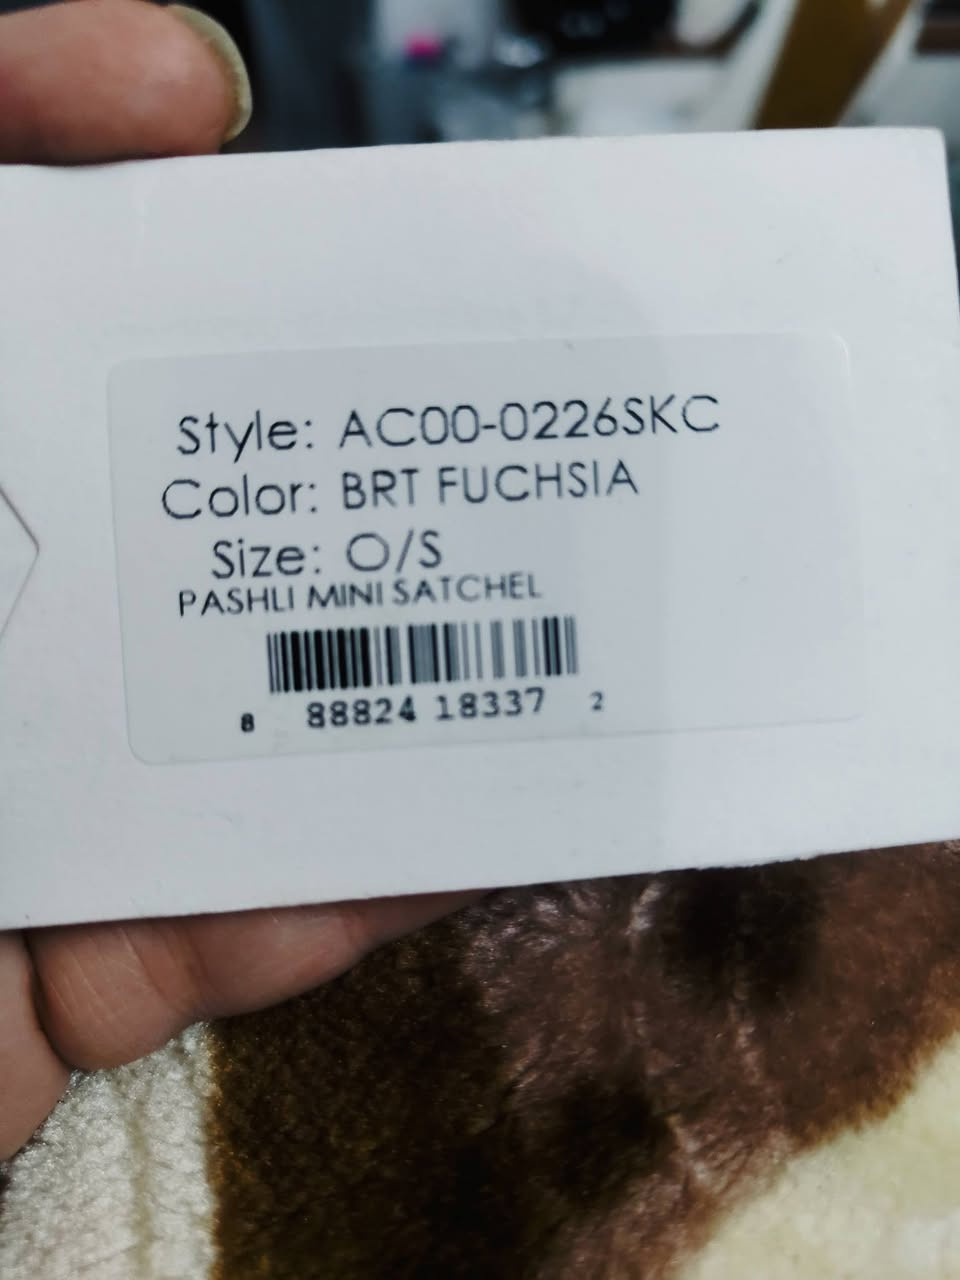 Style: AC00-0226SKC
Color: BRT FUCHSIA
Size: O/S
PASHLI MINI SATCHEL
8 88824 18337 2